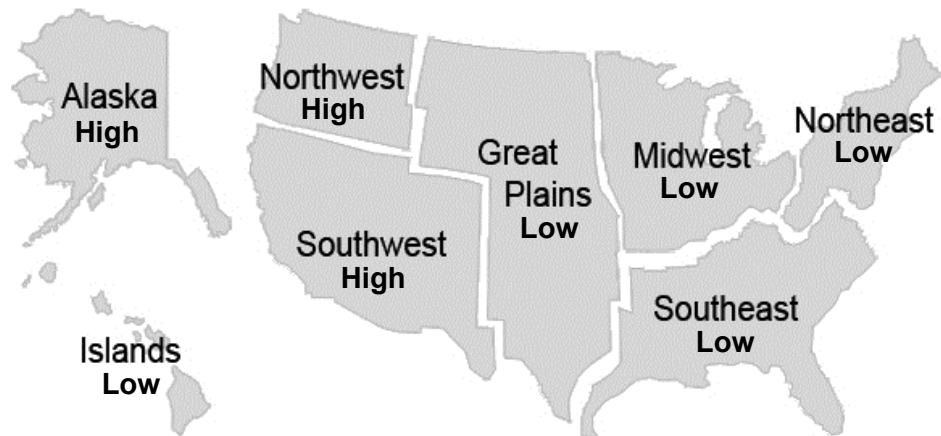 Alaska
High
Northwest
High
Great
Plains
Low
Midwest
Low
Northeast
Low
Southwest
High
Southeast
Low
Islands
Low